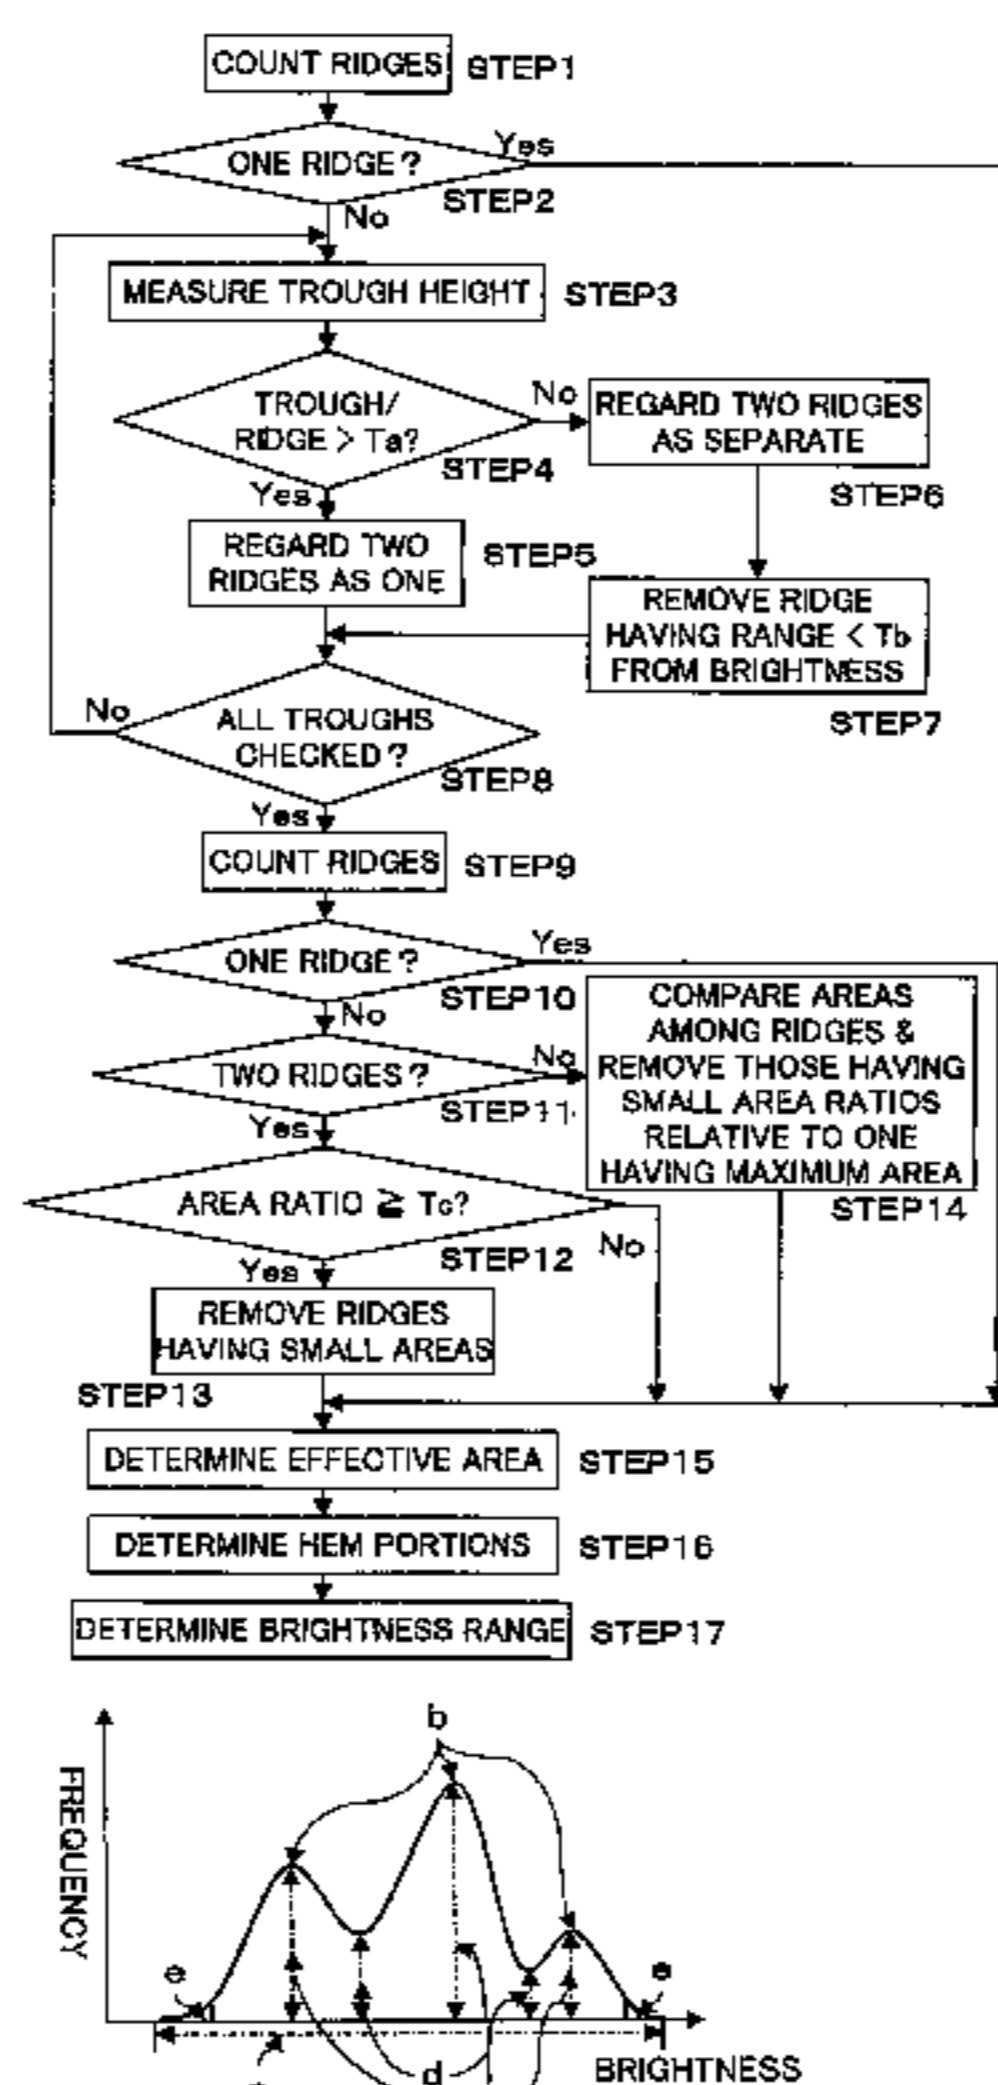 COUNT RIDGES STEP1
ONE RIDGE? Yes
STEP2
No
MEASURE TROUGH HEIGHT STEP3
TROUGH/
RIDGE > Ta? No
STEP4
Yes
REGARD TWO RIDGES
AS SEPARATE
STEP6
REGARD TWO
RIDGES AS ONE
STEP5
REMOVE RIDGE
HAVING RANGE < Tb
FROM BRIGHTNESS
STEP7
ALL TROUGHS
CHECKED?
No
STEP8
Yes
COUNT RIDGES STEP9
ONE RIDGE? Yes
STEP10
No
TWO RIDGES? No
STEP11
Yes
COMPARE AREAS
AMONG RIDGES &
REMOVE THOSE HAVING
SMALL AREA RATIOS
RELATIVE TO ONE
HAVING MAXIMUM AREA
STEP14
AREA RATIO ≧ Tc?
No
STEP12
Yes
REMOVE RIDGES
HAVING SMALL AREAS
STEP13
DETERMINE EFFECTIVE AREA STEP15
DETERMINE HEM PORTIONS STEP16
DETERMINE BRIGHTNESS RANGE STEP17
b
FREQUENCY
e
e
d
BRIGHTNESS